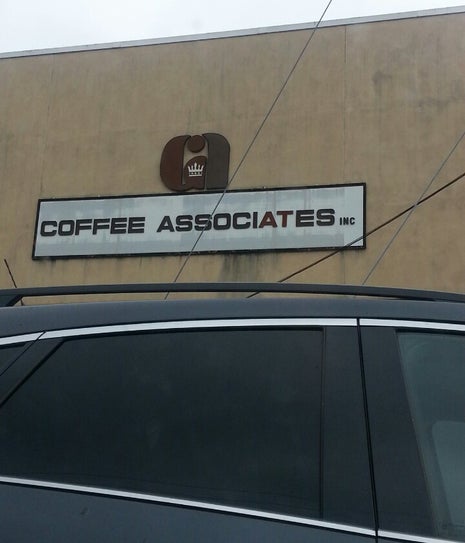 COFFEE ASSOCIATES INC